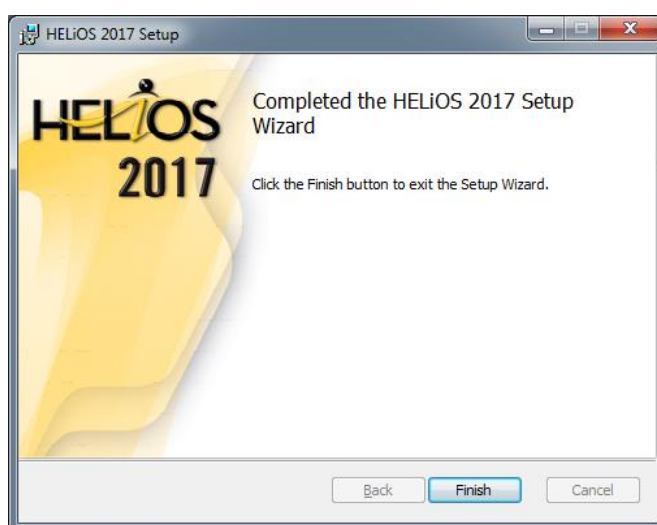 HELiOS 2017 Setup
HELiOS
2017
Completed the HELiOS 2017 Setup
Wizard
Click the Finish button to exit the Setup Wizard.
Back
Finish
Cancel